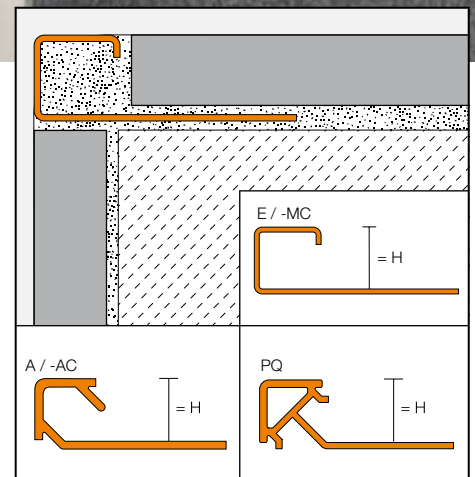 E / -MC
= H
A / -AC
= H
PQ
= H